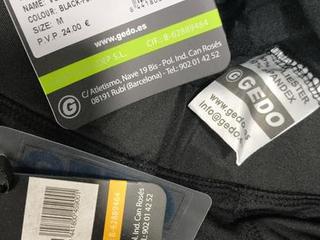 COLOUR: BLACK-
SIZE: M
P.V.P 24.00 €
www.gedo.es
S.L.
CIF.: B-62889464
C/ Atletismo, Nave 19 Bis - Pol. Ind. Can Rosés
08191 Rubí (Barcelona) - Tel.: 902 01 42 52
G
www.gedo
info@gedo.
G GEDO
B-62889464
Pol. Ind. Can Rosés
.: 902 01 42 52